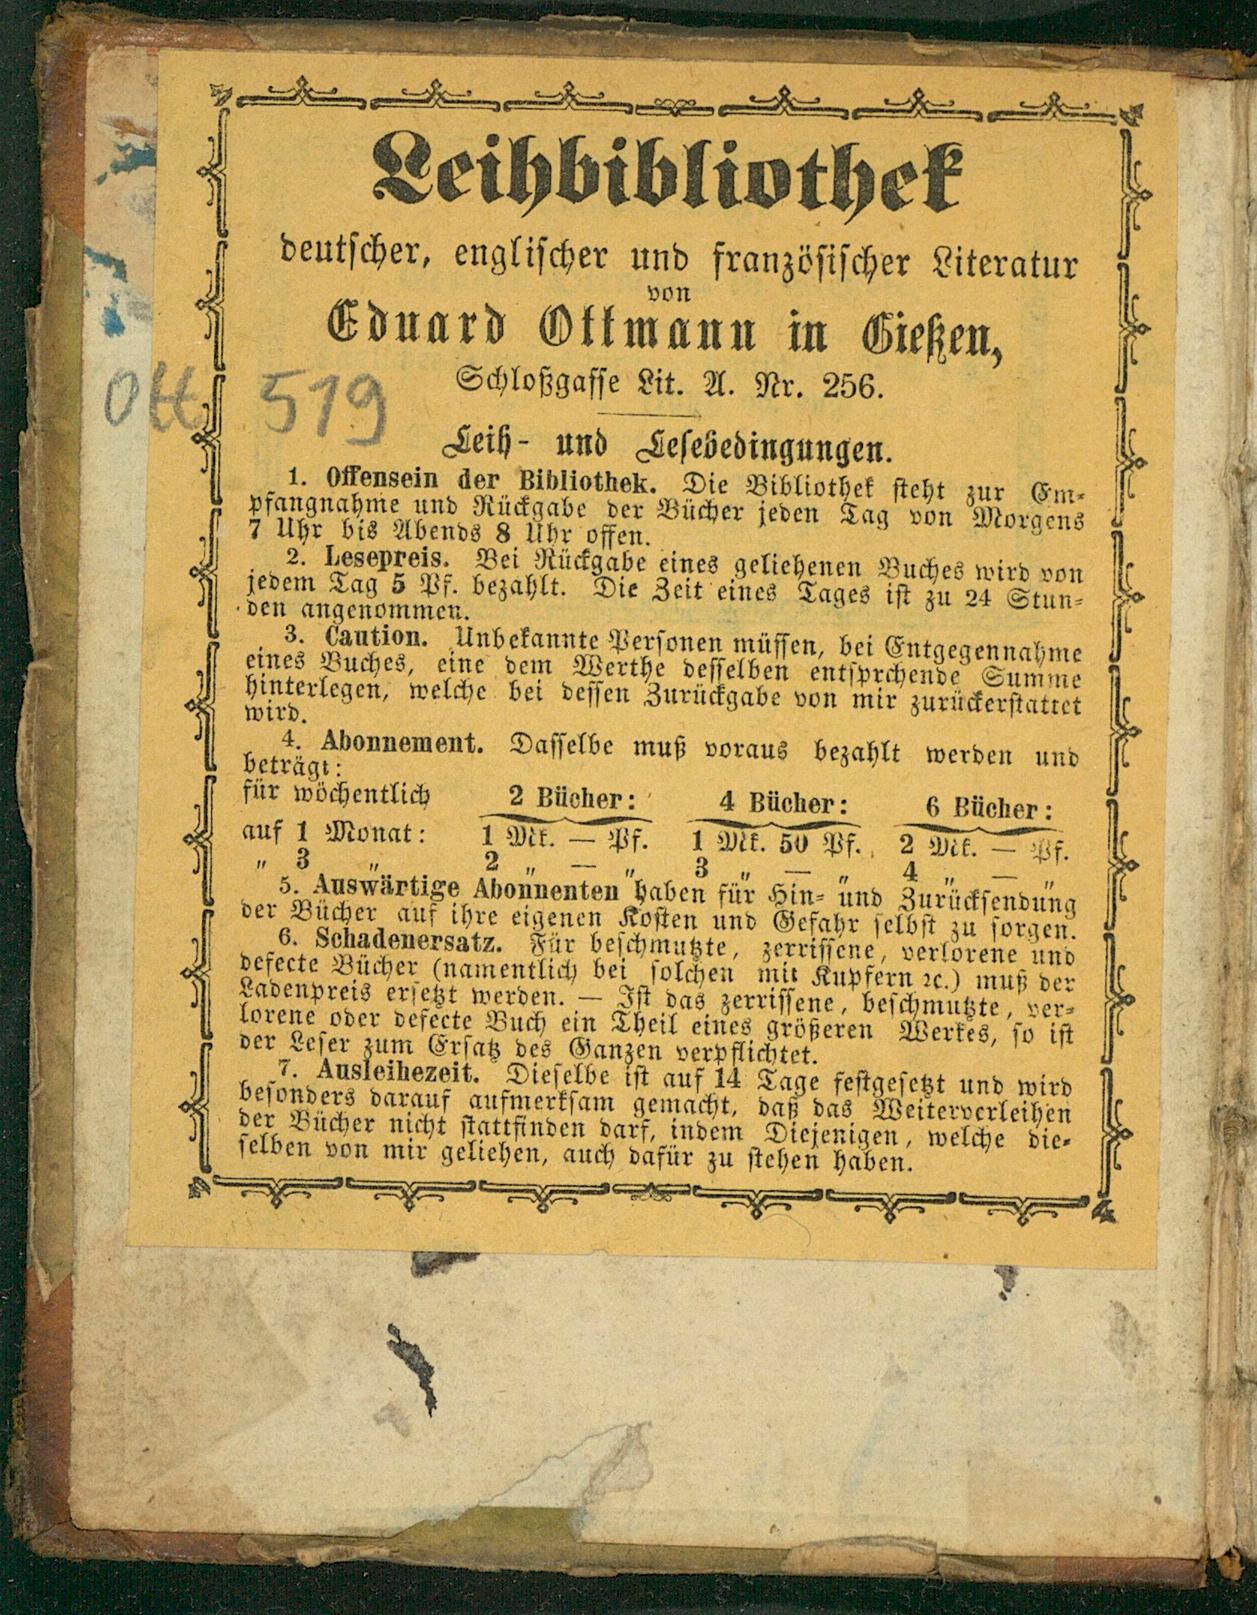 Leihbibliothek
deutscher, englischer und französischer Literatur
von
Eduard Ottmann in Gießen,
Schloßgasse Lit. A. Nr. 256.
Ott 519
Leih- und Lesebedingungen.
1. Offensein der Bibliothek. Die Bibliothek steht zur Em-
pfangnahme und Rückgabe der Bücher jeden Tag von Morgens
7 Uhr bis Abends 8 Uhr offen.
2. Lesepreis. Bei Rückgabe eines geliehenen Buches wird von
jedem Tag 5 Pf. bezahlt. Die Zeit eines Tages ist zu 24 Stun-
den angenommen.
3. Caution. Unbekannte Personen müssen, bei Entgegennahme
eines Buches, eine dem Werthe desselben entsprchende Summe
hinterlegen, welche bei dessen Zurückgabe von mir zurückerstattet
wird.
4. Abonnement. Dasselbe muß voraus bezahlt werden und
beträgt:
für wöchentlich 2 Bücher: 4 Bücher: 6 Bücher:
auf 1 Monat: 1 Mk. — Pf. 1 Mk. 50 Pf. 2 Mk. — Pf.
„ 3 „ 2 „ — „ 3 „ — „ 4 „ — „
5. Auswärtige Abonnenten haben für Hin- und Zurücksendung
der Bücher auf ihre eigenen Kosten und Gefahr selbst zu sorgen.
6. Schadenersatz. Für beschmutzte, zerrissene, verlorene und
defecte Bücher (namentlich bei solchen mit Kupfern ꝛc.) muß der
Ladenpreis ersetzt werden. — Ist das zerrissene, beschmutzte, ver-
lorene oder defecte Buch ein Theil eines größeren Werkes, so ist
der Leser zum Ersatz des Ganzen verpflichtet.
7. Ausleihezeit. Dieselbe ist auf 14 Tage festgesetzt und wird
besonders darauf aufmerksam gemacht, daß das Weiterverleihen
der Bücher nicht stattfinden darf, indem Diejenigen, welche die-
selben von mir geliehen, auch dafür zu stehen haben.